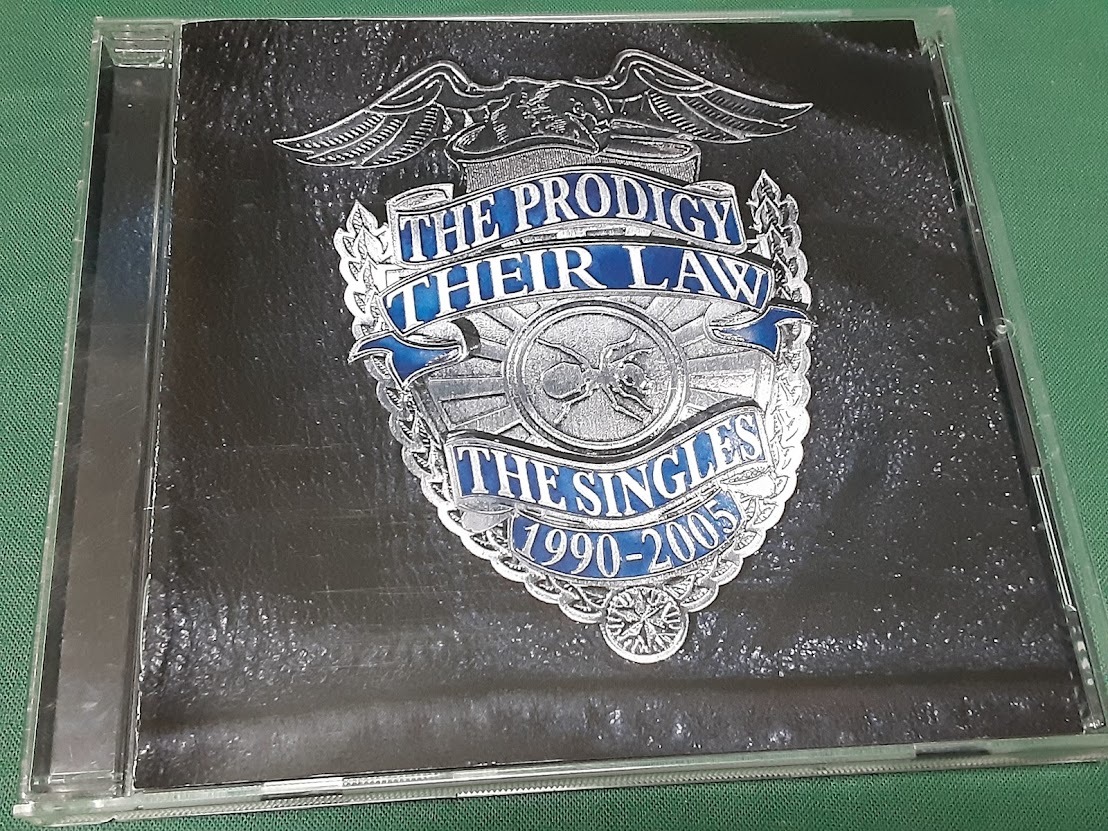 THE PRODIGY
THEIR LAW
THE SINGLES
1990-2005